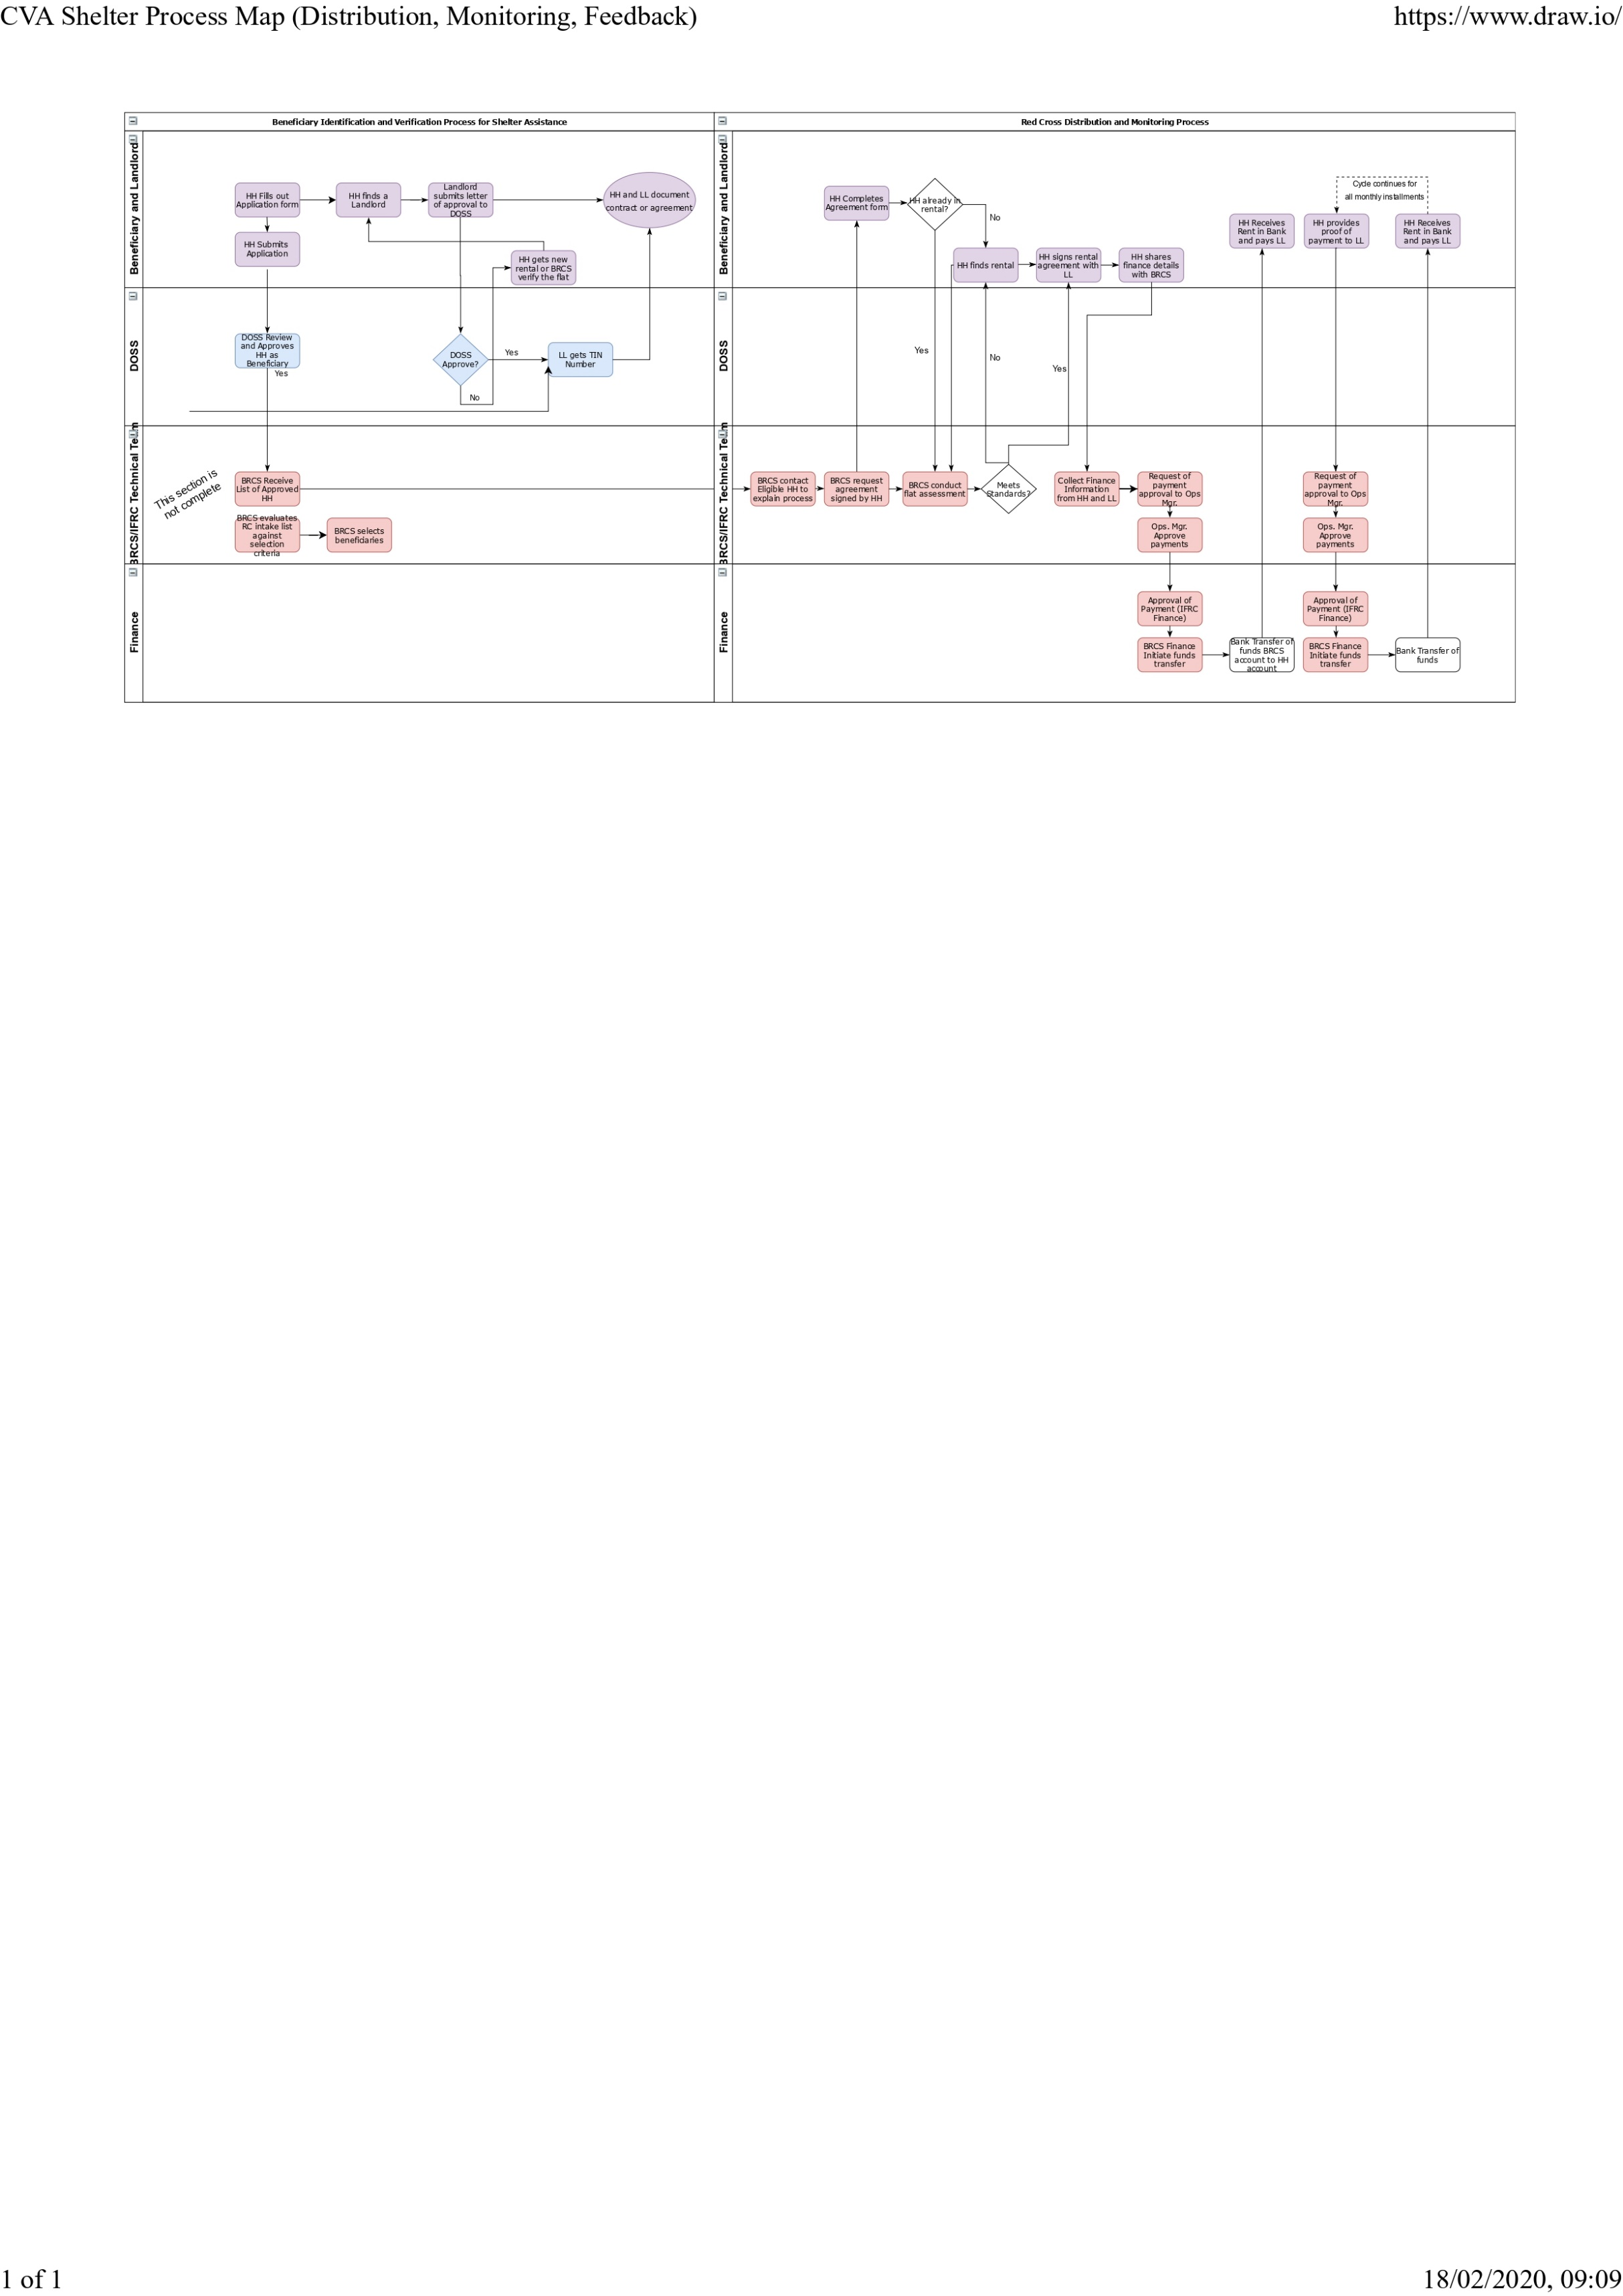 CVA Shelter Process Map (Distribution, Monitoring, Feedback)
https://www.draw.io/
Beneficiary Identification and Verification Process for Shelter Assistance
Beneficiary and Landlord
HH Fills out
Application form
HH finds a
Landlord
Landlord
submits letter
of approval to
DOSS
HH and LL document
contract or agreement
HH Submits
Application
HH gets new
rental or BRCS
verify the flat
DOSS
DOSS Review
and Approves
HH as
Beneficiary
Yes
DOSS
Approve?
Yes
No
LL gets TIN
Number
BRCS/IFRC Technical Team
This section is
not complete
BRCS Receive
List of Approved
HH
BRCS evaluates
RC intake list
against
selection
criteria
BRCS selects
beneficiaries
Finance
Red Cross Distribution and Monitoring Process
Beneficiary and Landlord
HH Completes
Agreement form
HH already in
rental?
No
HH finds rental
HH signs rental
agreement with
LL
HH shares
finance details
with BRCS
HH Receives
Rent in Bank
and pays LL
Cycle continues for
all monthly installments
HH provides
proof of
payment to LL
HH Receives
Rent in Bank
and pays LL
DOSS
Yes
No
Yes
BRCS/IFRC Technical Team
BRCS contact
Eligible HH to
explain process
BRCS request
agreement
signed by HH
BRCS conduct
flat assessment
Meets
Standards?
Collect Finance
Information
from HH and LL
Request of
payment
approval to Ops
Mgr.
Ops. Mgr.
Approve
payments
Request of
payment
approval to Ops
Mgr.
Ops. Mgr.
Approve
payments
Finance
Approval of
Payment (IFRC
Finance)
BRCS Finance
Initiate funds
transfer
Bank Transfer of
funds BRCS
account to HH
account
Approval of
Payment (IFRC
Finance)
BRCS Finance
Initiate funds
transfer
Bank Transfer of
funds
1 of 1
18/02/2020, 09:09